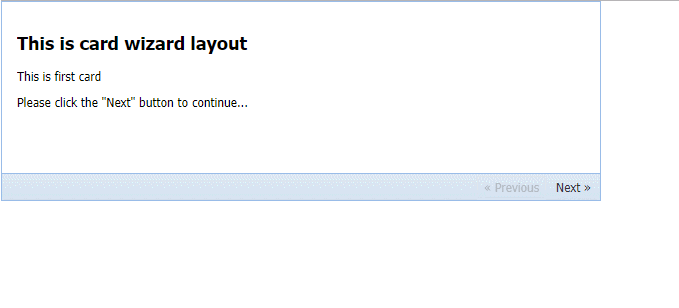 This is card wizard layout
This is first card
Please click the "Next" button to continue...
« Previous Next »